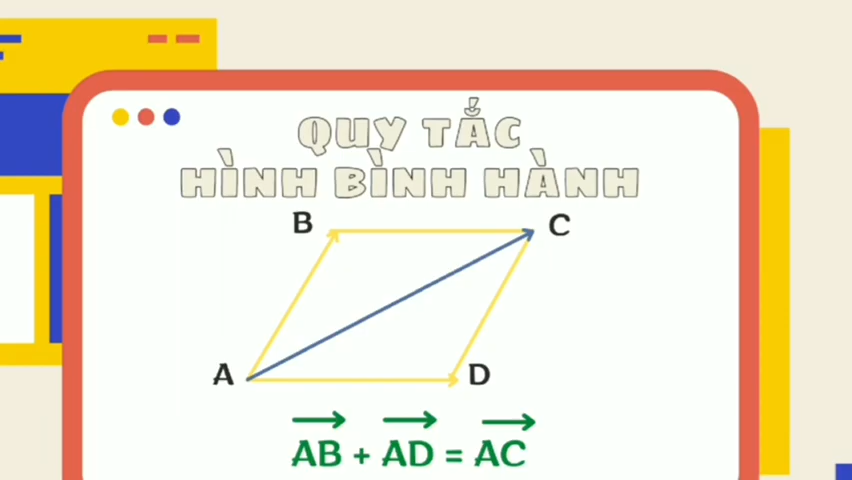 QUY TẮC
HÌNH BÌNH HÀNH
B
C
A
D
AB + AD = AC